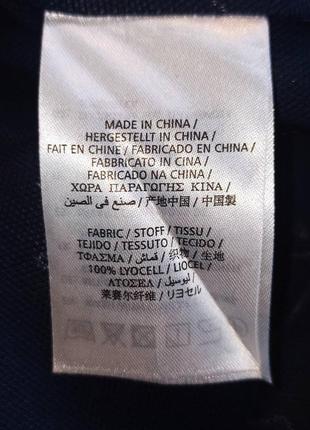 MADE IN CHINA /
HERGESTELLT IN CHINA /
FAIT EN CHINE / FABRICADO EN CHINA /
FABBRICATO IN CINA /
FABRICADO NA CHINA /
ΧΩΡΑ ΠΑΡΑΓΩΓΗΣ ΚΙΝΑ /
صنع في الصين / 产地中国 / 中国製
FABRIC / STOFF / TISSU /
TEJIDO / TESSUTO / TECIDO /
ΥΦΑΣΜΑ / قماش / 织物 / 生地
100% LYOCELL / LIOCEL /
ΛΥΟΣΕΛ / ليوسيل /
莱赛尔纤维 / リヨセル